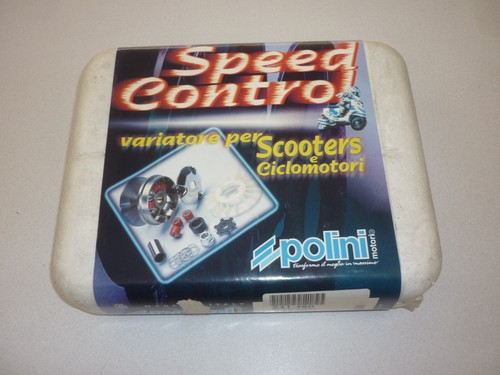 Speed
Control
variatore per Scooters
e
Ciclomotori
polini
motori
Trasforma il meglio in massimo